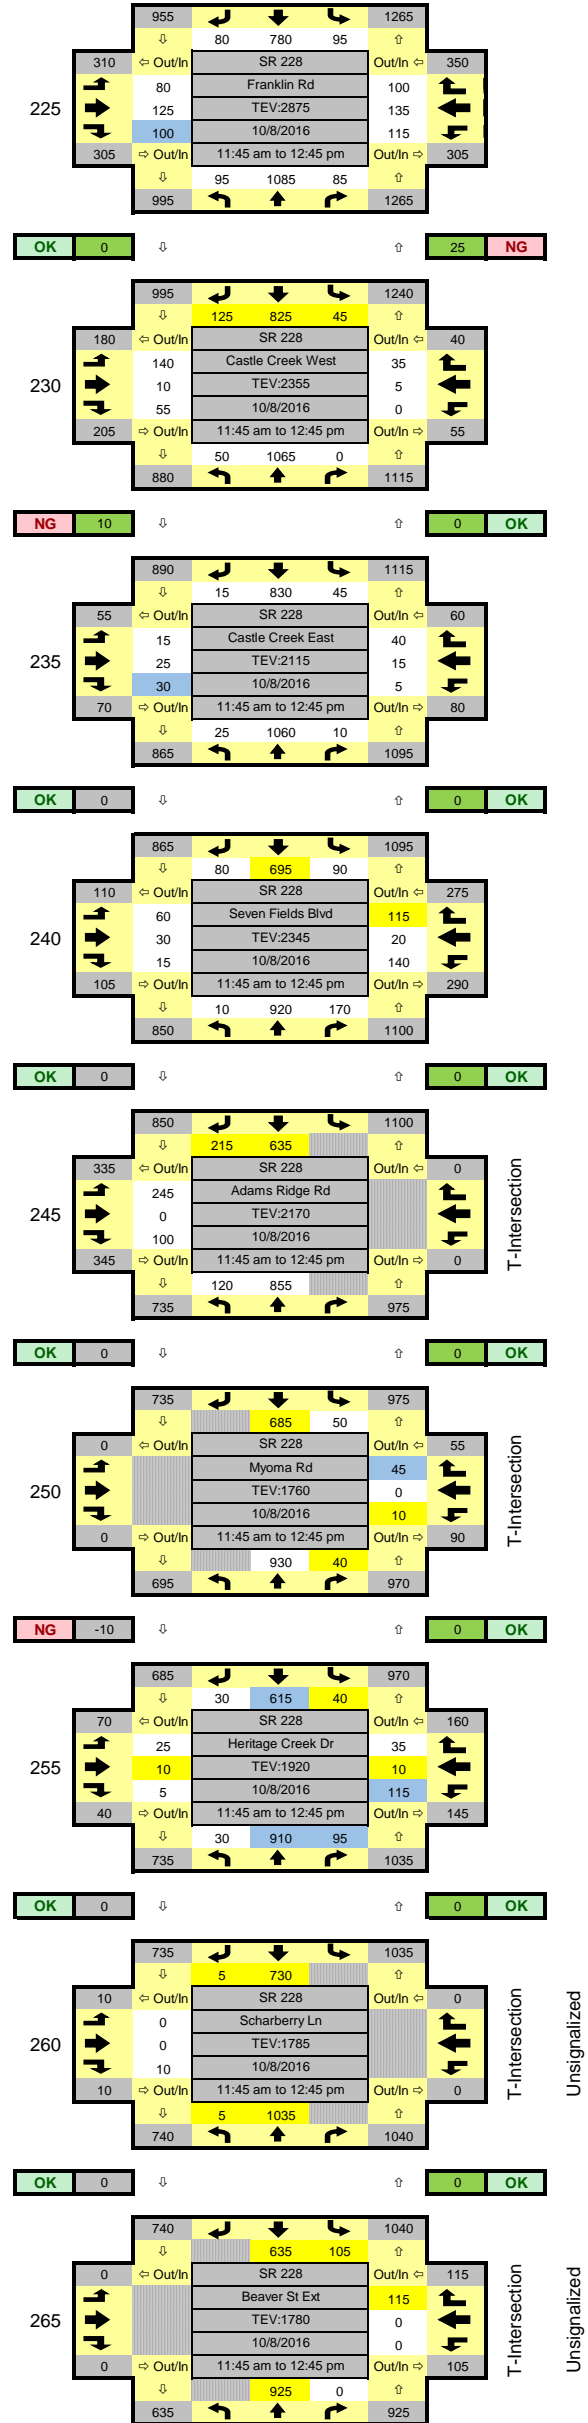 955 1265
⇩ 80 780 95 ⇧
310 ⇦ Out/In SR 228 Out/In ⇦ 350
80 Franklin Rd 100
225 125 TEV:2875 135
100 10/8/2016 115
305 ⇨ Out/In 11:45 am to 12:45 pm Out/In ⇨ 305
⇩ 95 1085 85 ⇧
995 1265
OK 0 ⇩ ⇧ 25 NG
995 1240
⇩ 125 825 45 ⇧
180 ⇦ Out/In SR 228 Out/In ⇦ 40
140 Castle Creek West 35
230 10 TEV:2355 5
55 10/8/2016 0
205 ⇨ Out/In 11:45 am to 12:45 pm Out/In ⇨ 55
⇩ 50 1065 0 ⇧
880 1115
NG 10 ⇩ ⇧ 0 OK
890 1115
⇩ 15 830 45 ⇧
55 ⇦ Out/In SR 228 Out/In ⇦ 60
15 Castle Creek East 40
235 25 TEV:2115 15
30 10/8/2016 5
70 ⇨ Out/In 11:45 am to 12:45 pm Out/In ⇨ 80
⇩ 25 1060 10 ⇧
865 1095
OK 0 ⇩ ⇧ 0 OK
865 1095
⇩ 80 695 90 ⇧
110 ⇦ Out/In SR 228 Out/In ⇦ 275
60 Seven Fields Blvd 115
240 30 TEV:2345 20
15 10/8/2016 140
105 ⇨ Out/In 11:45 am to 12:45 pm Out/In ⇨ 290
⇩ 10 920 170 ⇧
850 1100
OK 0 ⇩ ⇧ 0 OK
850 1100
⇩ 215 635 ⇧
335 ⇦ Out/In SR 228 Out/In ⇦ 0
245 Adams Ridge Rd
245 0 TEV:2170 T-Intersection
100 10/8/2016
345 ⇨ Out/In 11:45 am to 12:45 pm Out/In ⇨ 0
⇩ 120 855 ⇧
735 975
OK 0 ⇩ ⇧ 0 OK
735 975
⇩ 685 50 ⇧
0 ⇦ Out/In SR 228 Out/In ⇦ 55
Myoma Rd 45
250 TEV:1760 0 T-Intersection
10/8/2016 10
0 ⇨ Out/In 11:45 am to 12:45 pm Out/In ⇨ 90
⇩ 930 40 ⇧
695 970
NG -10 ⇩ ⇧ 0 OK
685 970
⇩ 30 615 40 ⇧
70 ⇦ Out/In SR 228 Out/In ⇦ 160
25 Heritage Creek Dr 35
255 10 TEV:1920 10
5 10/8/2016 115
40 ⇨ Out/In 11:45 am to 12:45 pm Out/In ⇨ 145
⇩ 30 910 95 ⇧
735 1035
OK 0 ⇩ ⇧ 0 OK
735 1035
⇩ 5 730 ⇧
10 ⇦ Out/In SR 228 Out/In ⇦ 0
0 Scharberry Ln
260 0 TEV:1785 T-Intersection Unsignalized
10 10/8/2016
10 ⇨ Out/In 11:45 am to 12:45 pm Out/In ⇨ 0
⇩ 5 1035 ⇧
740 1040
OK 0 ⇩ ⇧ 0 OK
740 1040
⇩ 635 105 ⇧
0 ⇦ Out/In SR 228 Out/In ⇦ 115
Beaver St Ext 115
265 TEV:1780 0 T-Intersection Unsignalized
10/8/2016 0
0 ⇨ Out/In 11:45 am to 12:45 pm Out/In ⇨ 105
⇩ 925 0 ⇧
635 925